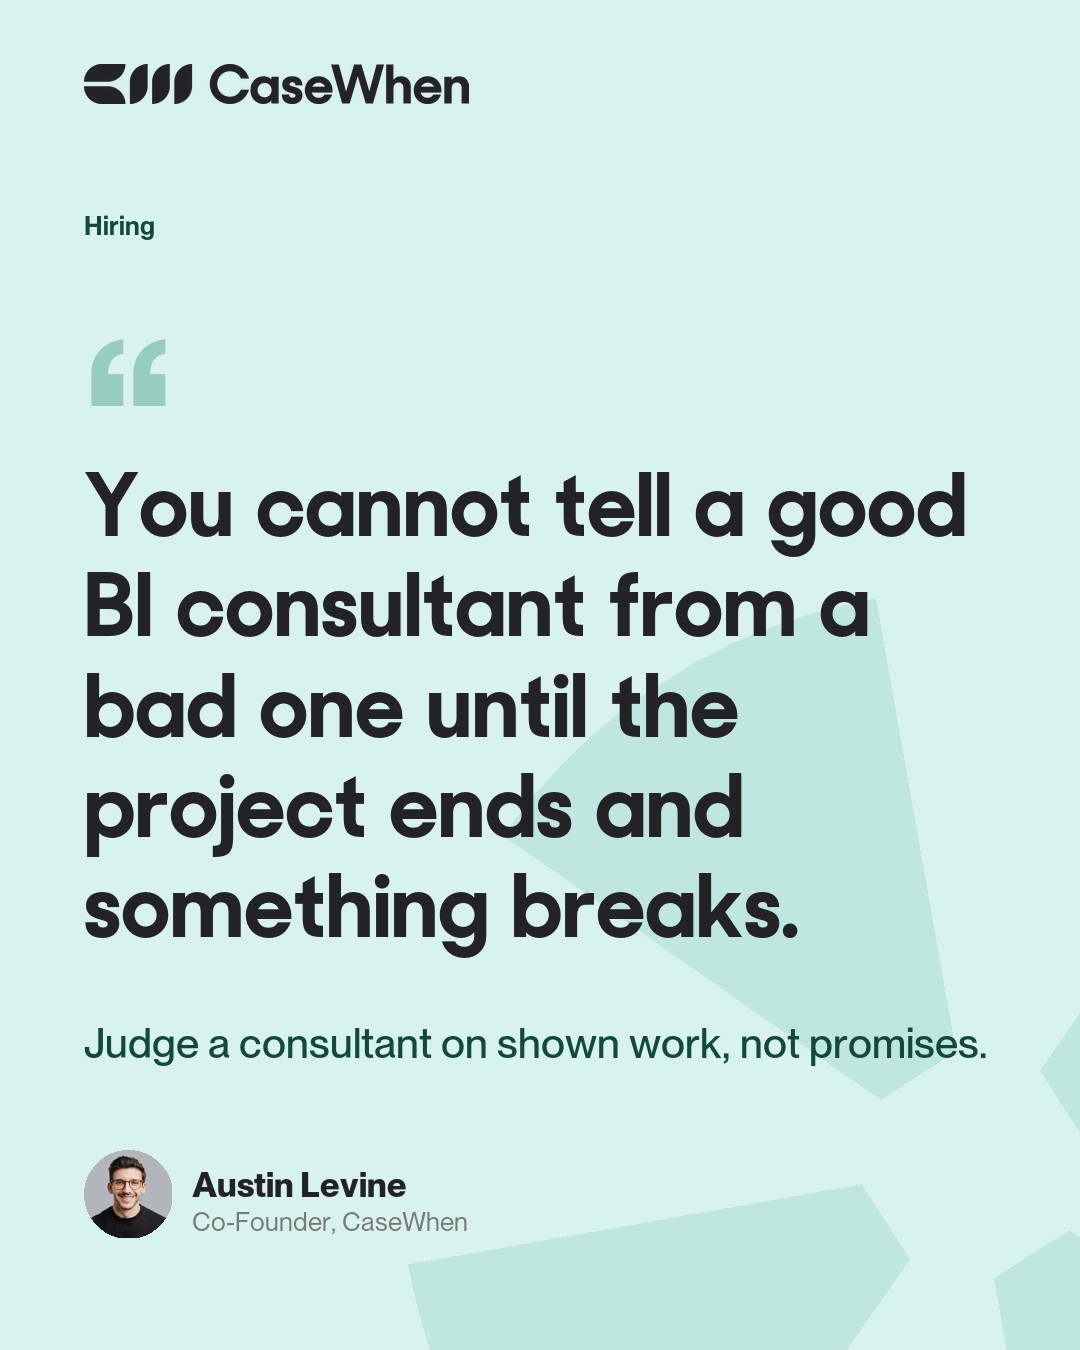 CaseWhen
Hiring
“
You cannot tell a good
BI consultant from a
bad one until the
project ends and
something breaks.
Judge a consultant on shown work, not promises.
Austin Levine
Co-Founder, CaseWhen